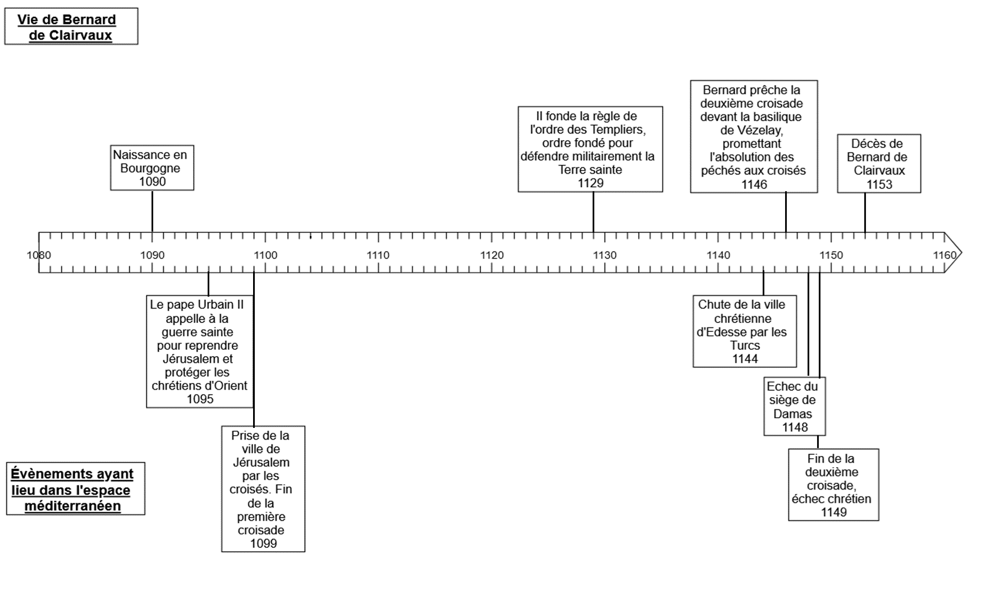 Vie de Bernard
de Clairvaux
Naissance en
Bourgogne
1090
Il fonde la règle de
l'ordre des Templiers,
ordre fondé pour
défendre militairement la
Terre sainte
1129
Bernard prêche la
deuxième croisade
devant la basilique
de Vézelay,
promettant
l'absolution des
péchés aux croisés
1146
Décès de
Bernard de
Clairvaux
1153
1080 1090 1100 1110 1120 1130 1140 1150 1160
Le pape Urbain II
appelle à la
guerre sainte
pour reprendre
Jérusalem et
protéger les
chrétiens d'Orient
1095
Prise de la
ville de
Jérusalem
par les
croisés. Fin
de la
première
croisade
1099
Chute de la ville
chrétienne
d'Edesse par les
Turcs
1144
Echec du
siège de
Damas
1148
Fin de la
deuxième
croisade,
échec chrétien
1149
Évènements ayant
lieu dans l'espace
méditerranéen